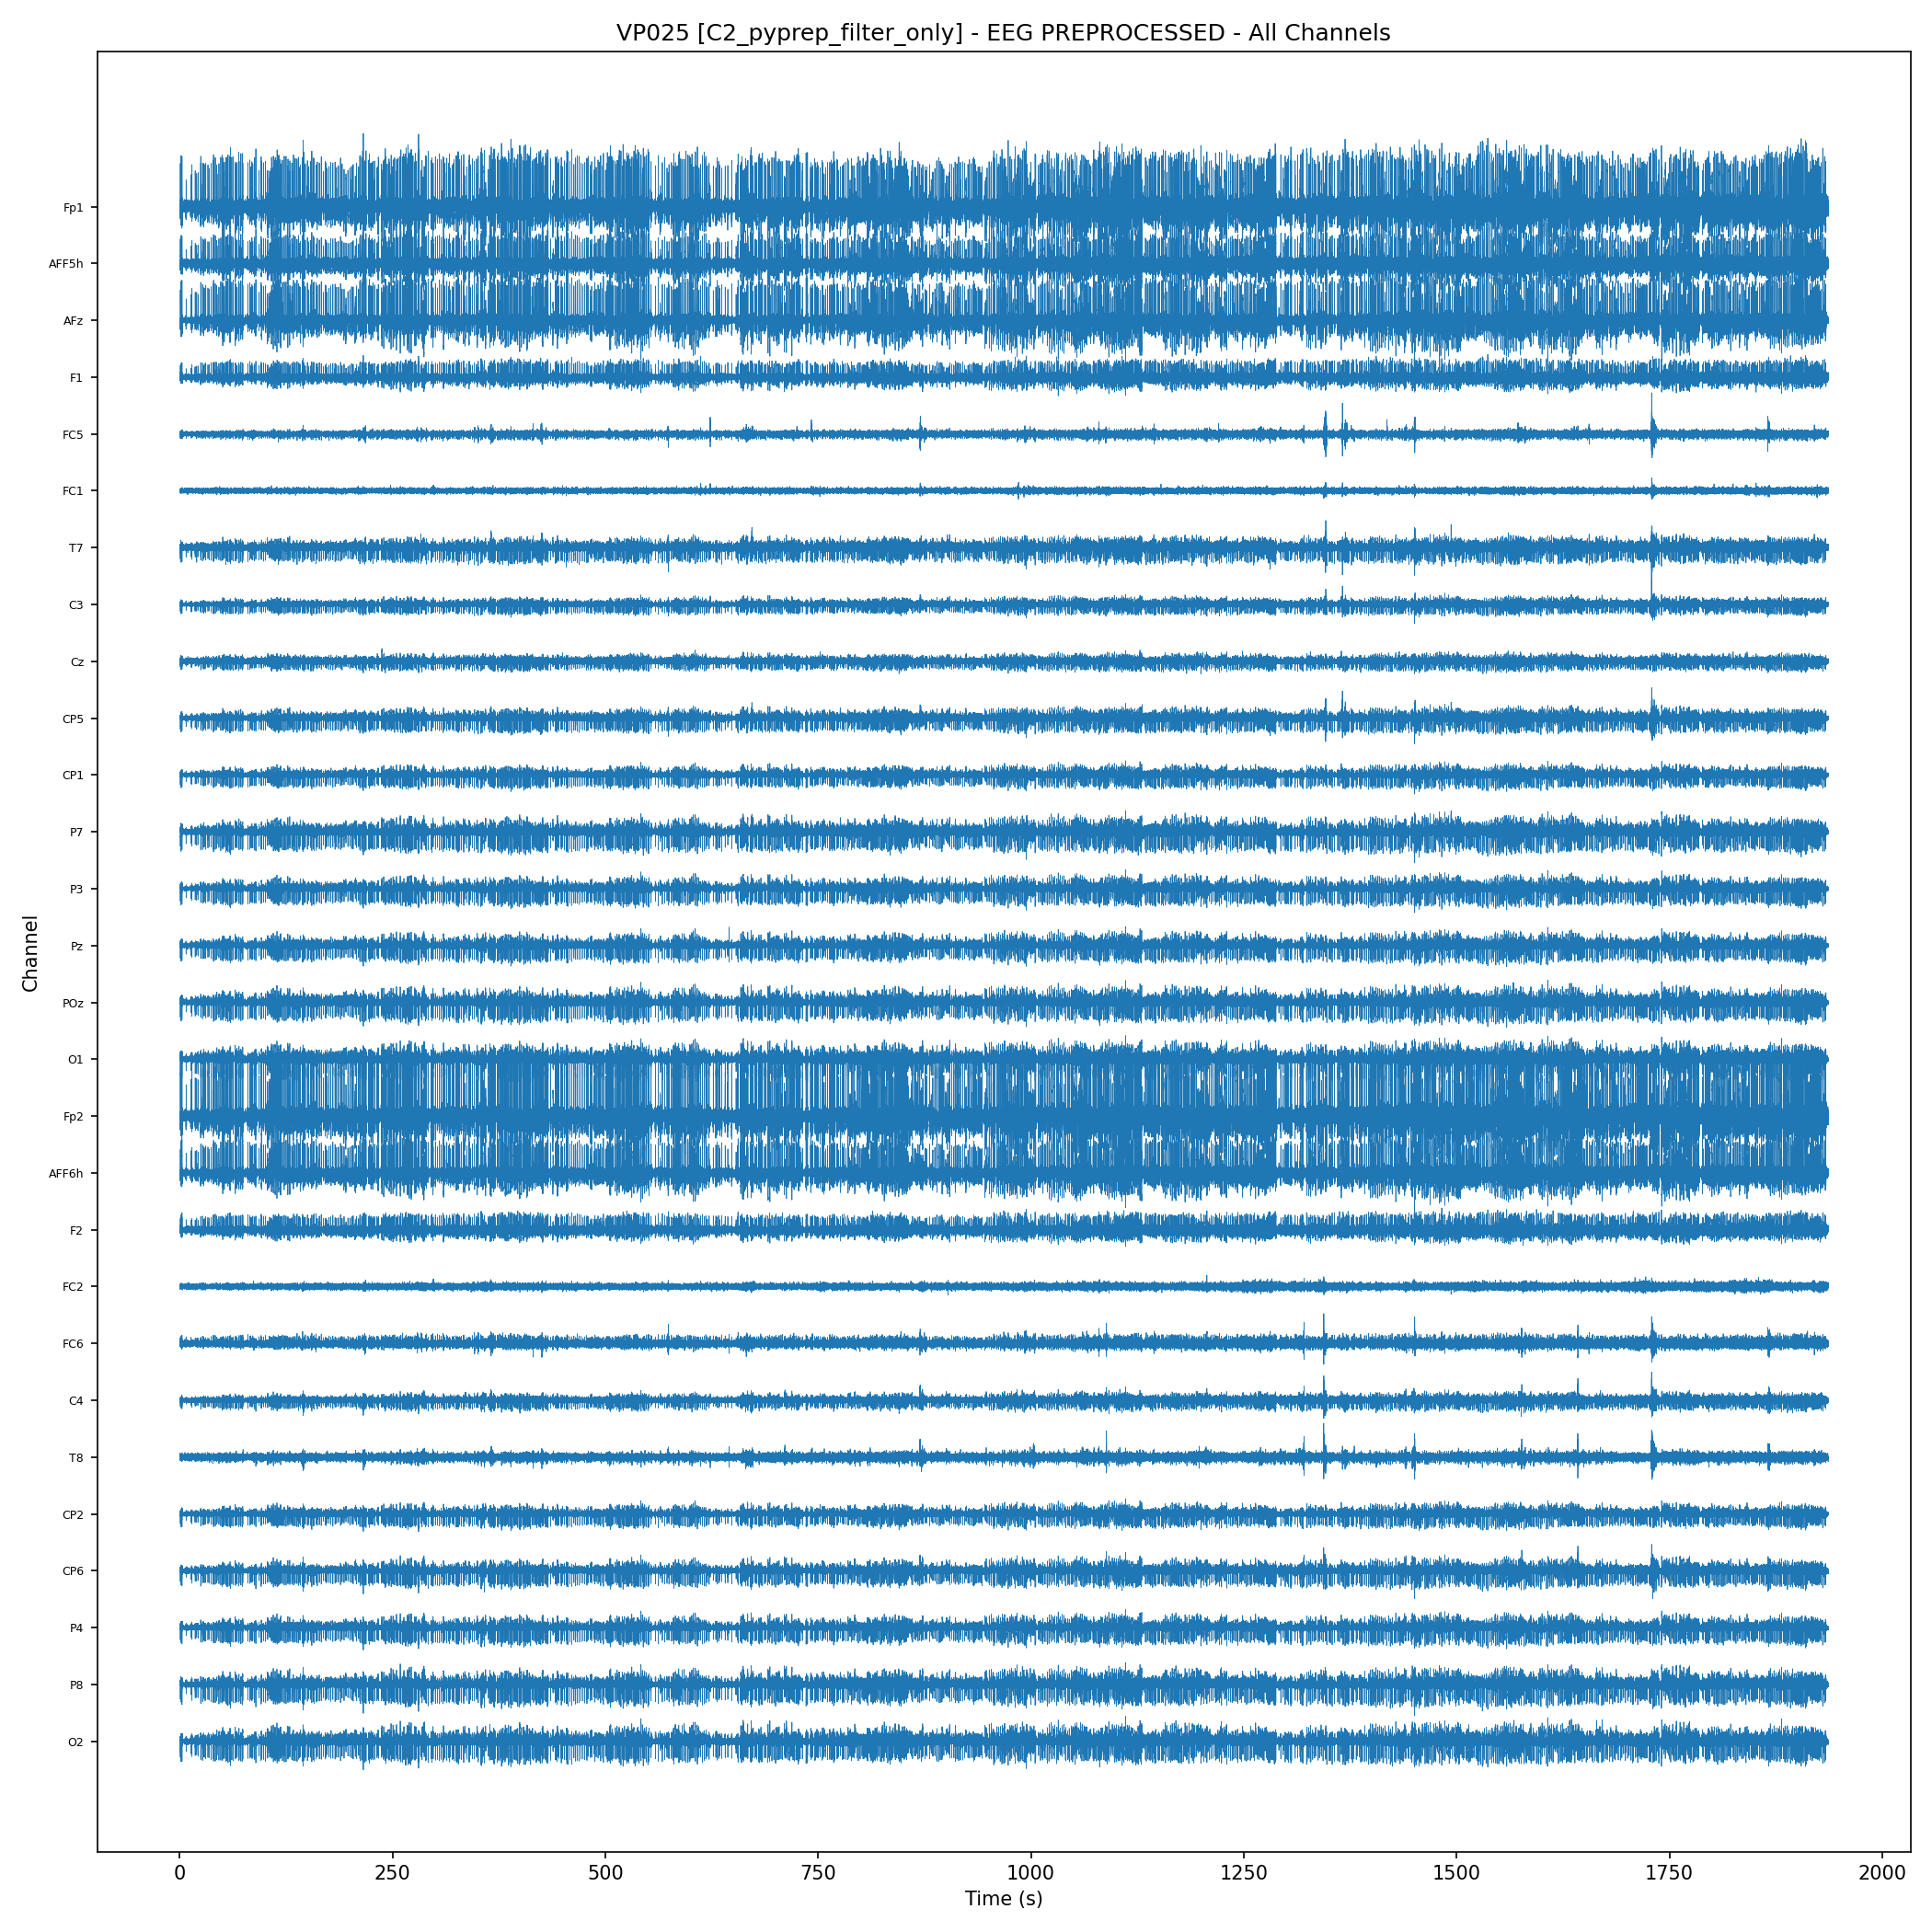 VP025 [C2_pyprep_filter_only] - EEG PREPROCESSED - All Channels
Channel
Fp1
AFF5h
AFz
F1
FC5
FC1
T7
C3
Cz
CP5
CP1
P7
P3
Pz
POz
O1
Fp2
AFF6h
F2
FC2
FC6
C4
T8
CP2
CP6
P4
P8
O2
0 250 500 750 1000 1250 1500 1750 2000
Time (s)